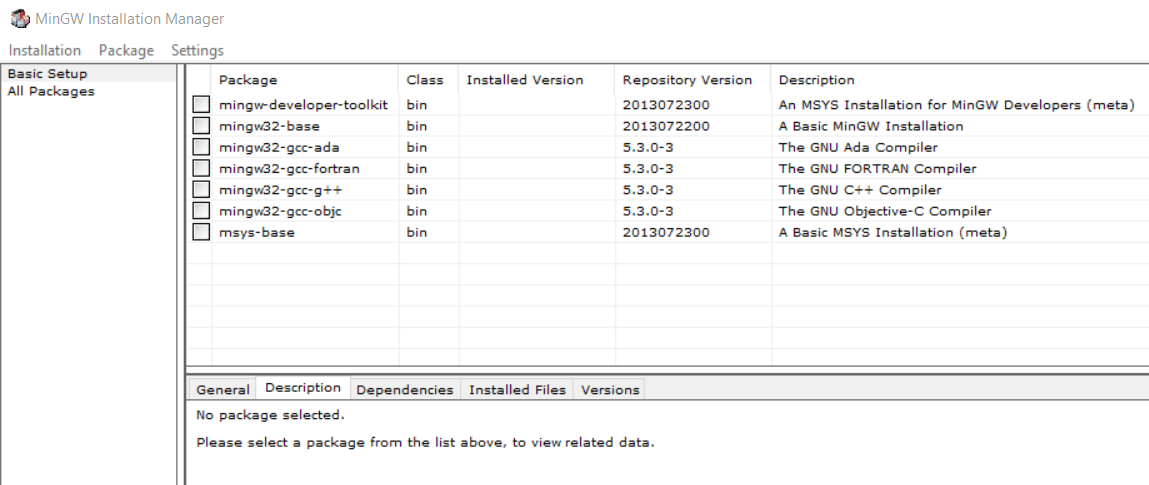 MinGW Installation Manager
Installation Package Settings
Basic Setup
All Packages
Package Class Installed Version Repository Version Description
mingw-developer-toolkit bin 2013072300 An MSYS Installation for MinGW Developers (meta)
mingw32-base bin 2013072200 A Basic MinGW Installation
mingw32-gcc-ada bin 5.3.0-3 The GNU Ada Compiler
mingw32-gcc-fortran bin 5.3.0-3 The GNU FORTRAN Compiler
mingw32-gcc-g++ bin 5.3.0-3 The GNU C++ Compiler
mingw32-gcc-objc bin 5.3.0-3 The GNU Objective-C Compiler
msys-base bin 2013072300 A Basic MSYS Installation (meta)
General Description Dependencies Installed Files Versions
No package selected.
Please select a package from the list above, to view related data.